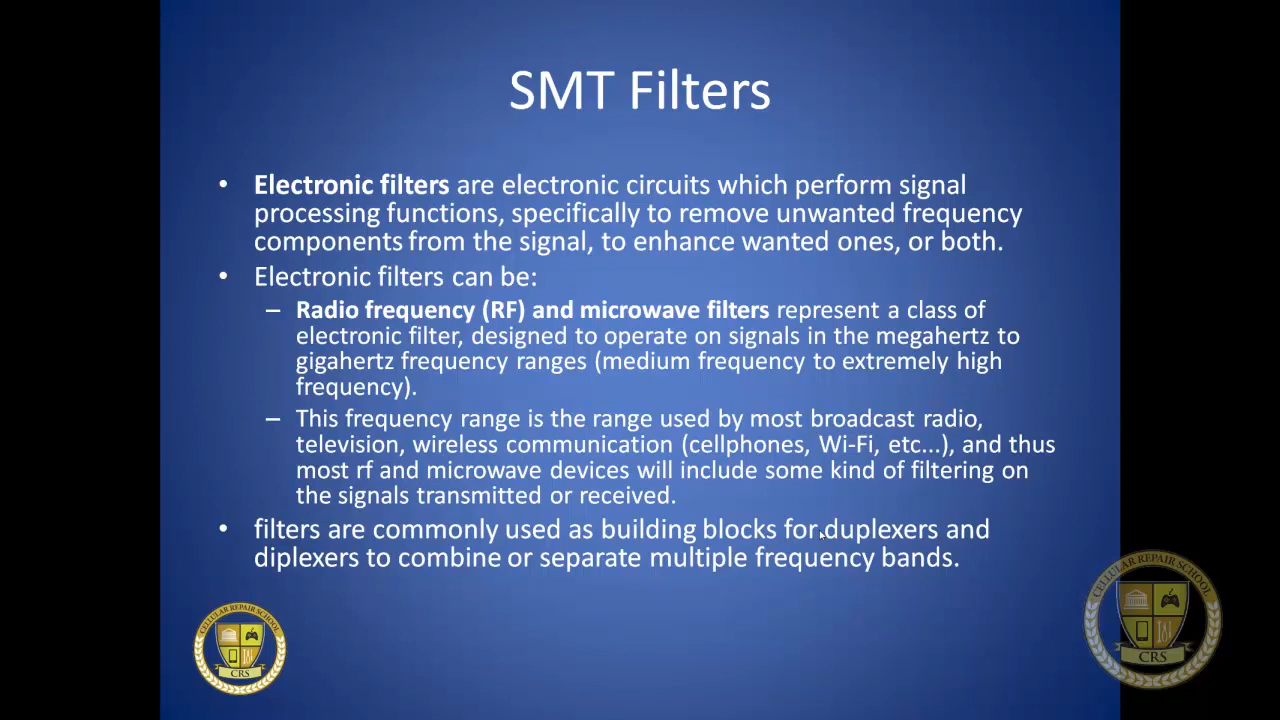 SMT Filters
• Electronic filters are electronic circuits which perform signal
processing functions, specifically to remove unwanted frequency
components from the signal, to enhance wanted ones, or both.
• Electronic filters can be:
– Radio frequency (RF) and microwave filters represent a class of
electronic filter, designed to operate on signals in the megahertz to
gigahertz frequency ranges (medium frequency to extremely high
frequency).
– This frequency range is the range used by most broadcast radio,
television, wireless communication (cellphones, Wi-Fi, etc...), and thus
most rf and microwave devices will include some kind of filtering on
the signals transmitted or received.
• filters are commonly used as building blocks for duplexers and
diplexers to combine or separate multiple frequency bands.
CELLULAR REPAIR SCHOOL
CRS
CELLULAR REPAIR SCHOOL
CRS